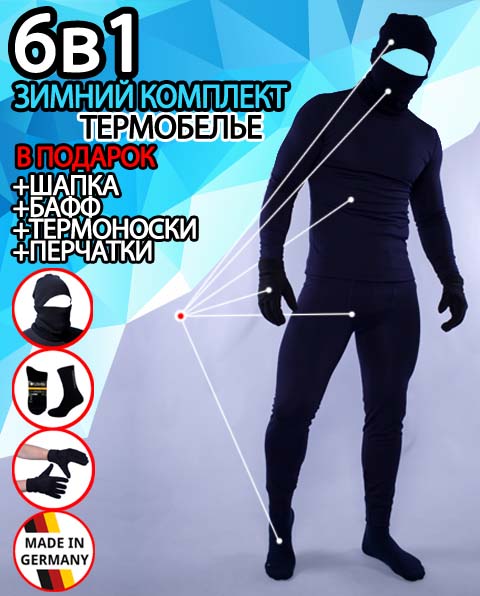 6в1
ЗИМНИЙ КОМПЛЕКТ
ТЕРМОБЕЛЬЕ
В ПОДАРОК
+ШАПКА
+БАФФ
+ТЕРМОНОСКИ
+ПЕРЧАТКИ
MADE IN
GERMANY